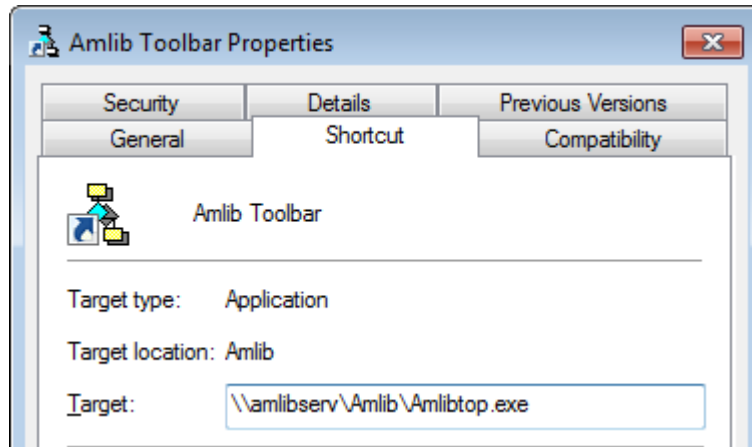 Amlib Toolbar Properties
Security Details Previous Versions
General Shortcut Compatibility
Amlib Toolbar
Target type: Application
Target location: Amlib
Target: \\amlibserv\Amlib\Amlibtop.exe